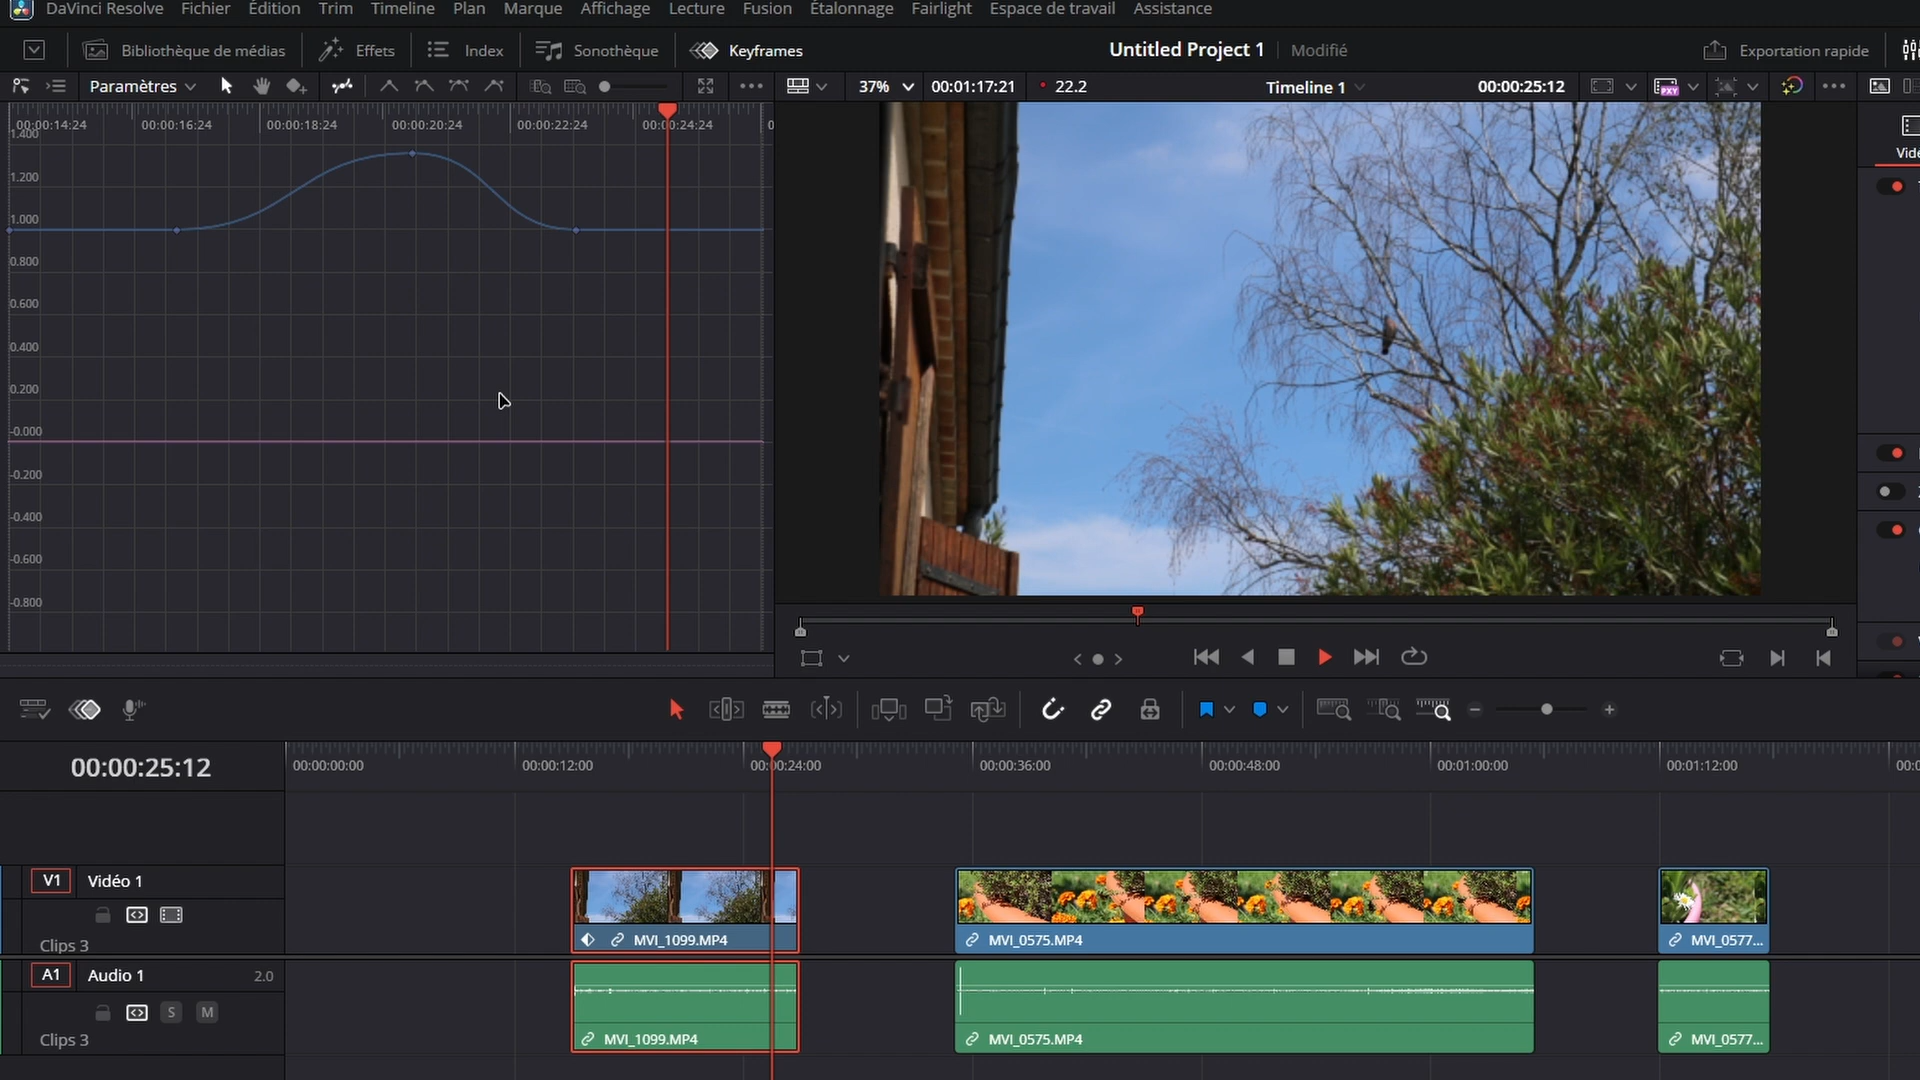 DaVinci Resolve Fichier Édition Trim Timeline Plan Marque Affichage Lecture Fusion Étalonnage Fairlight Espace de travail Assistance
Bibliothèque de médias Effets Index Sonothèque Keyframes Untitled Project 1 Modifié Exportation rapide
Paramètres 37% 00:01:17:21 22.2 Timeline 1 00:00:25:12
00:00:14:24 00:00:16:24 00:00:18:24 00:00:20:24 00:00:22:24 00:00:24:24
1.400
1.200
1.000
0.800
0.600
0.400
0.200
-0.000
-0.200
-0.400
-0.600
-0.800
PXY
00:00:25:12
00:00:00:00 00:00:12:00 00:00:24:00 00:00:36:00 00:00:48:00 00:01:00:00 00:01:12:00
V1 Vidéo 1
Clips 3
MVI_1099.MP4 MVI_0575.MP4 MVI_0577...
A1 Audio 1 2.0
S M
Clips 3
MVI_1099.MP4 MVI_0575.MP4 MVI_0577...